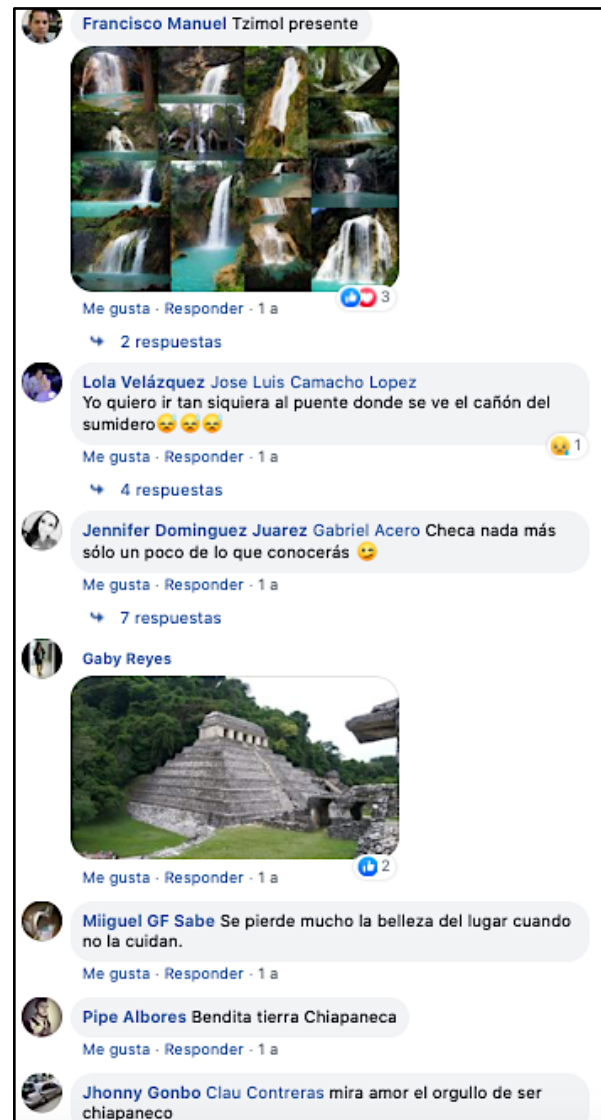 Francisco Manuel Tzimol presente
3
Me gusta · Responder · 1 a
2 respuestas
Lola Velázquez Jose Luis Camacho Lopez
Yo quiero ir tan siquiera al puente donde se ve el cañón del
sumidero😓😓😓
1
Me gusta · Responder · 1 a
4 respuestas
Jennifer Dominguez Juarez Gabriel Acero Checa nada más
sólo un poco de lo que conocerás 😏
Me gusta · Responder · 1 a
7 respuestas
Gaby Reyes
2
Me gusta · Responder · 1 a
Miiguel GF Sabe Se pierde mucho la belleza del lugar cuando
no la cuidan.
Me gusta · Responder · 1 a
Pipe Albores Bendita tierra Chiapaneca
Me gusta · Responder · 1 a
Jhonny Gonbo Clau Contreras mira amor el orgullo de ser
chiapaneco